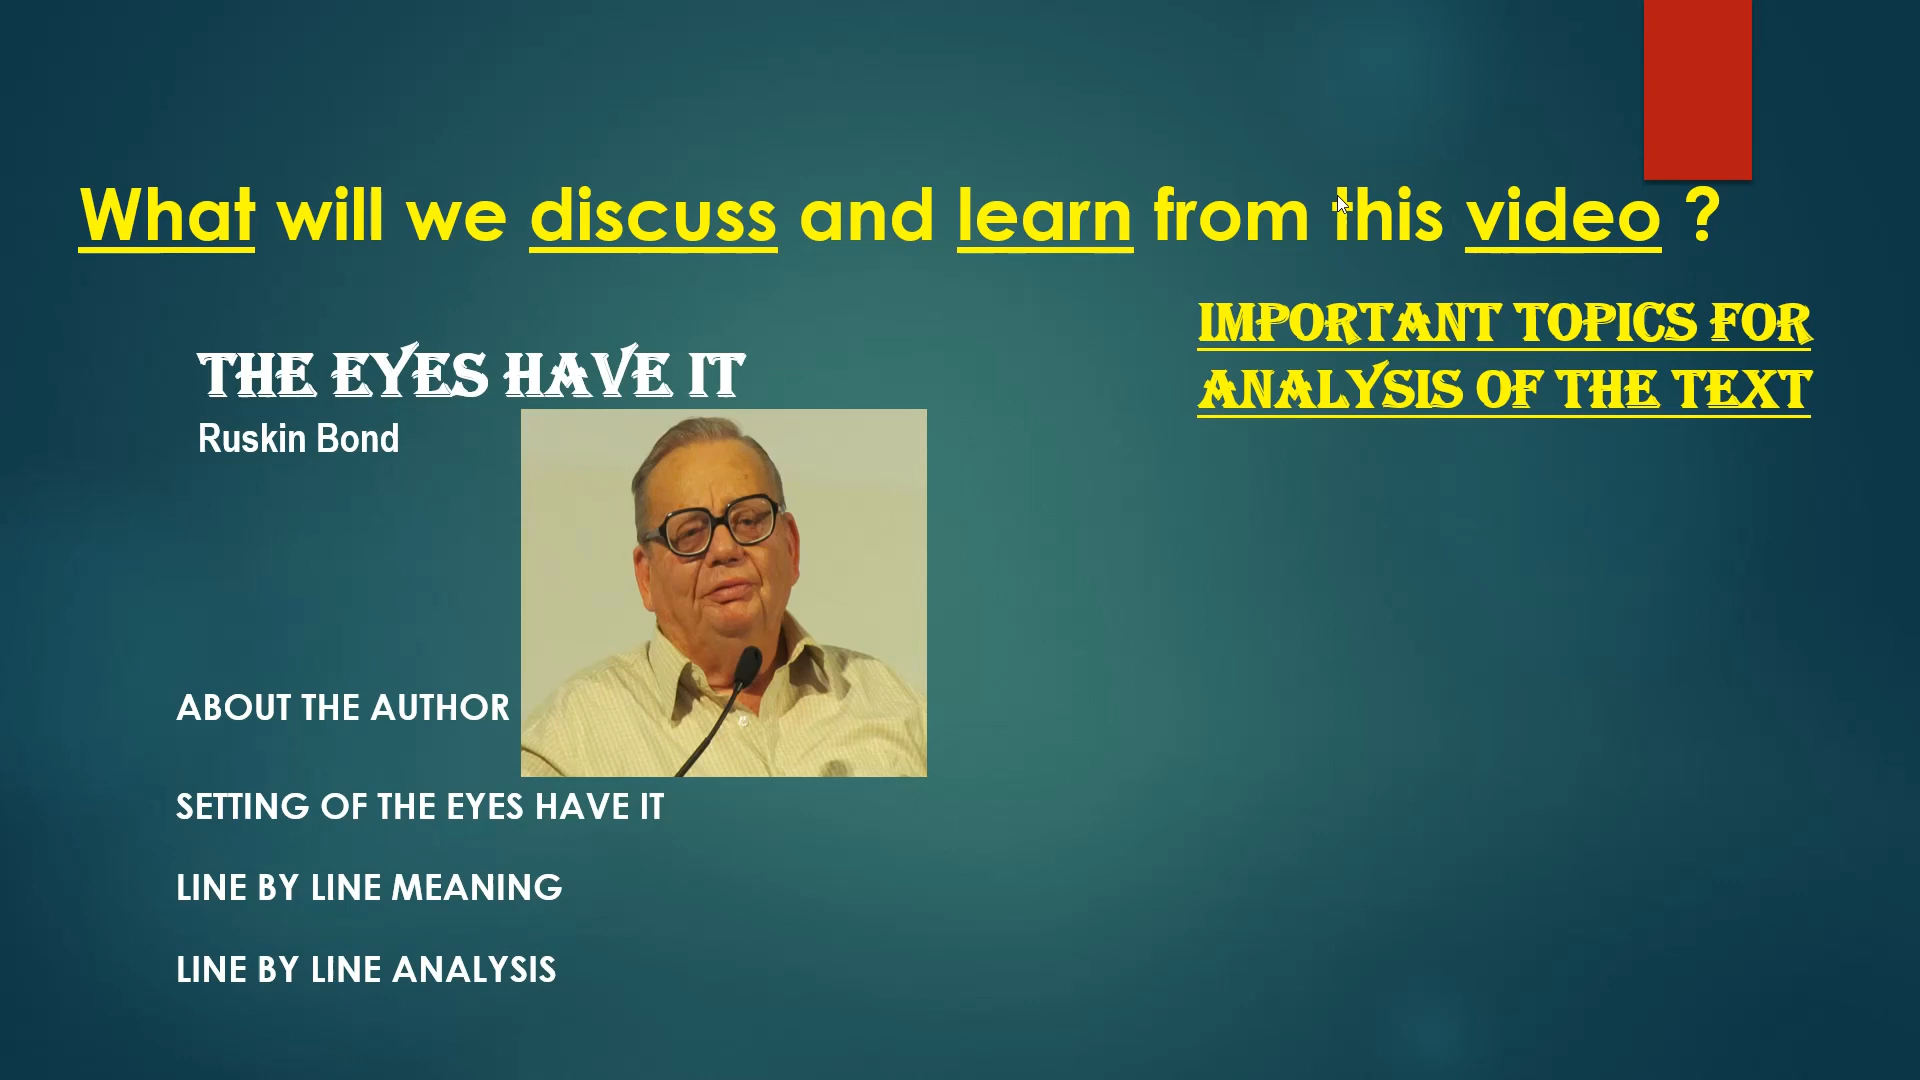 What will we discuss and learn from this video ?
THE EYES HAVE IT
Ruskin Bond
IMPORTANT TOPICS FOR
ANALYSIS OF THE TEXT
ABOUT THE AUTHOR
SETTING OF THE EYES HAVE IT
LINE BY LINE MEANING
LINE BY LINE ANALYSIS